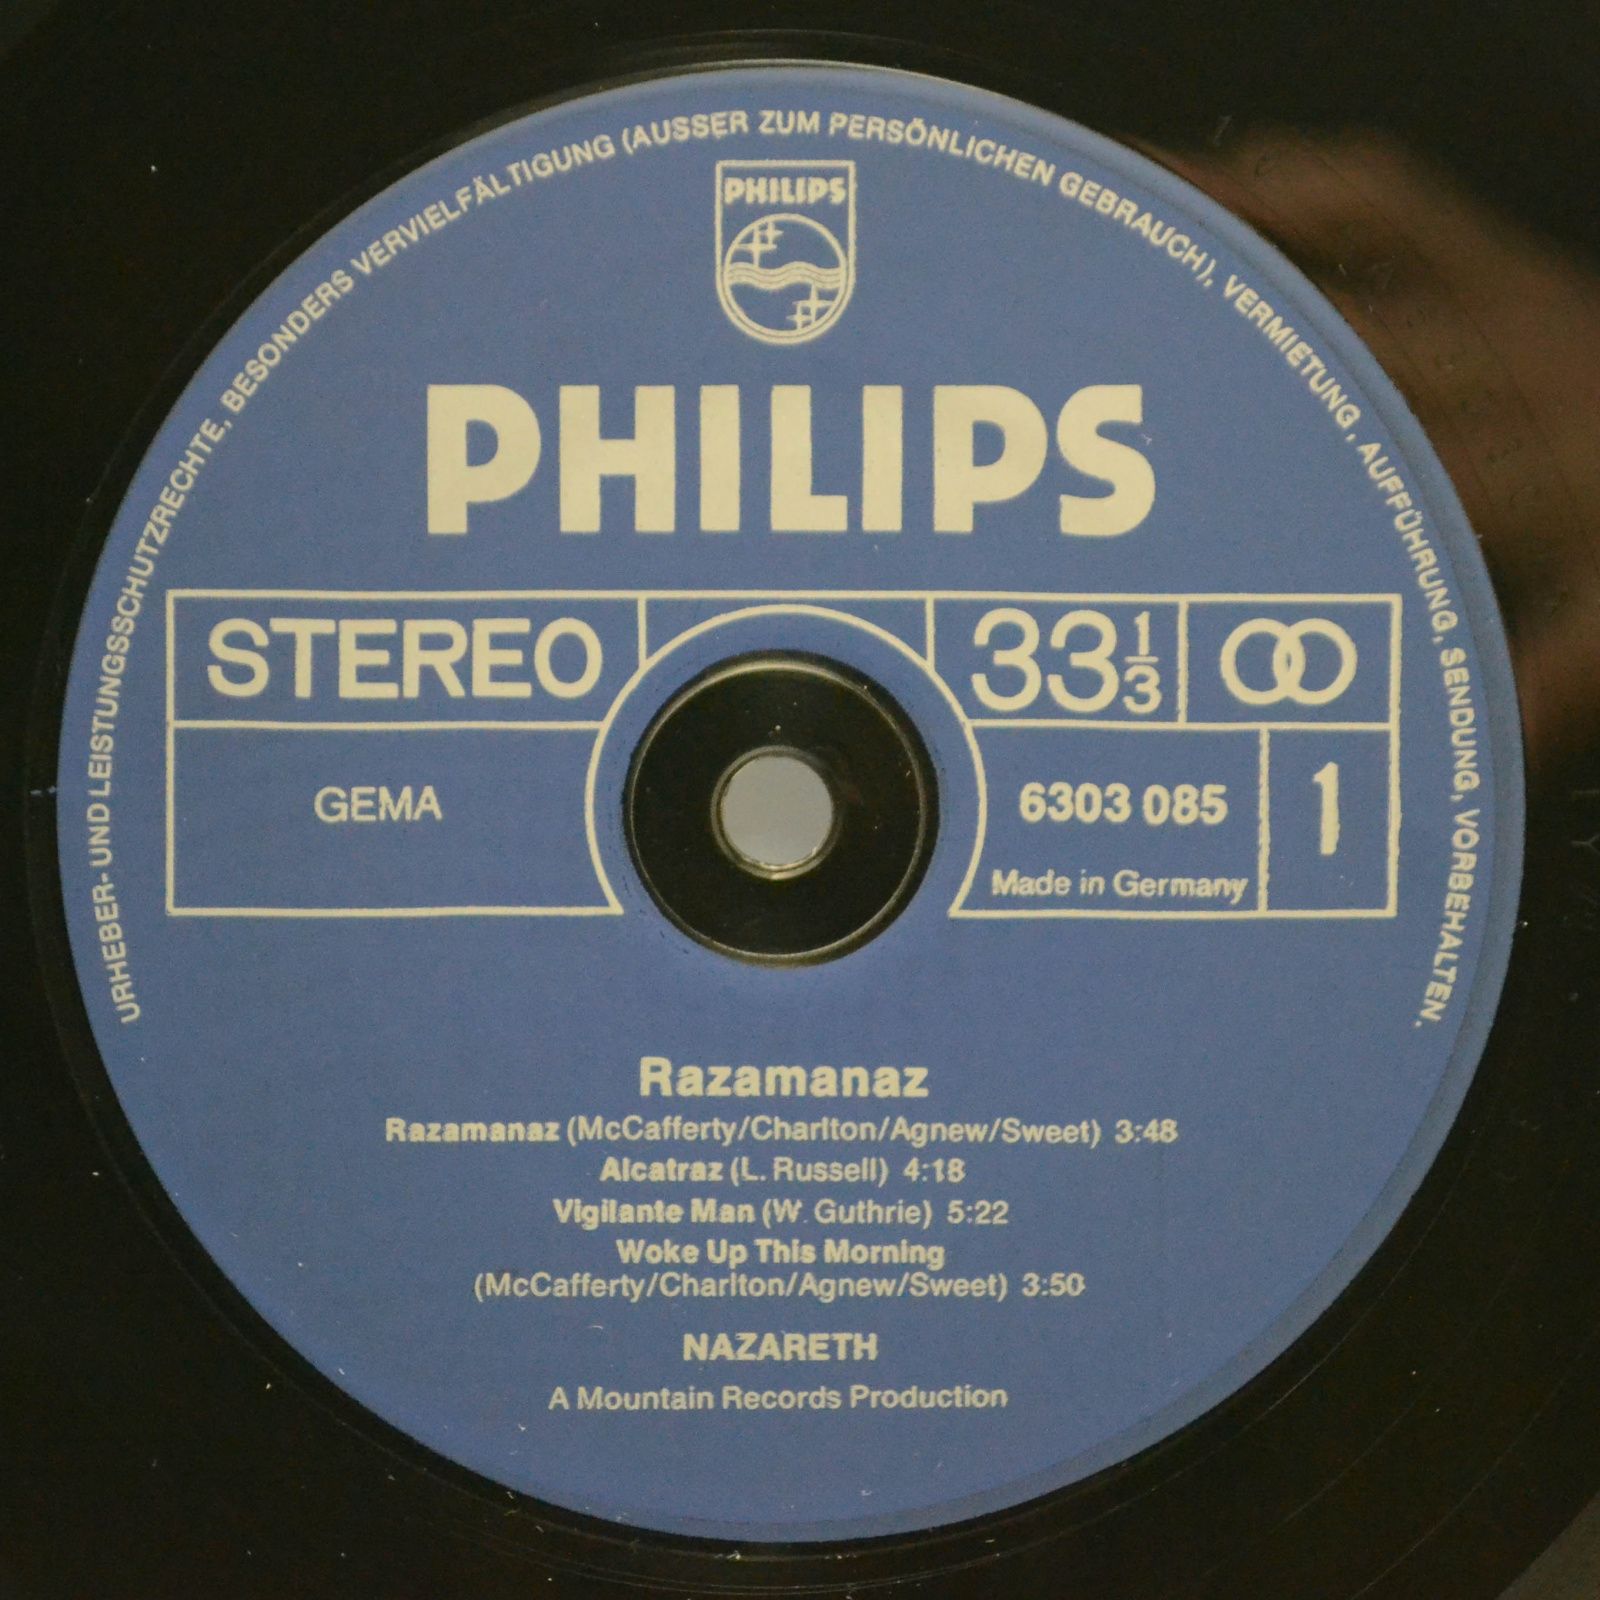 URHEBER- UND LEISTUNGSSCHUTZRECHTE, BESONDERS VERVIELFÄLTIGUNG (AUSSER ZUM PERSÖNLICHEN GEBRAUCH), VERMIETUNG, AUFFÜHRUNG, SENDUNG, VORBEHALTEN.
PHILIPS
PHILIPS
STEREO 33 1/3
GEMA 6303 085 1
Made in Germany
Razamanaz
Razamanaz (McCafferty/Charlton/Agnew/Sweet) 3:48
Alcatraz (L. Russell) 4:18
Vigilante Man (W. Guthrie) 5:22
Woke Up This Morning
(McCafferty/Charlton/Agnew/Sweet) 3:50
NAZARETH
A Mountain Records Production